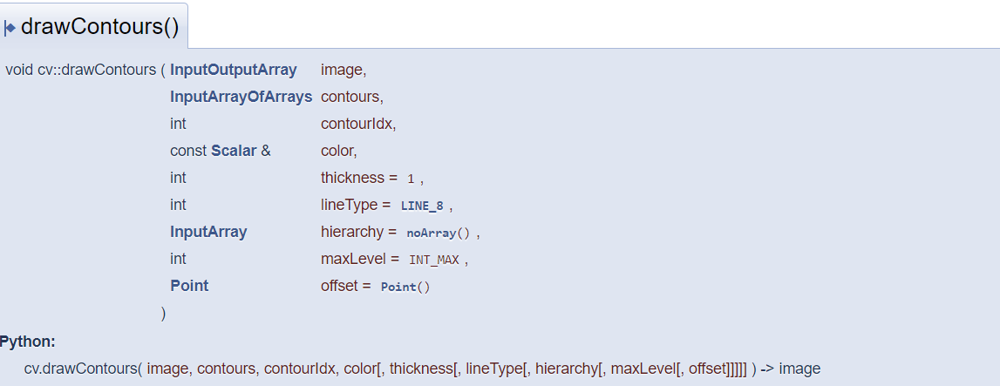 drawContours()
void cv::drawContours ( InputOutputArray image,
InputArrayOfArrays contours,
int contourIdx,
const Scalar & color,
int thickness = 1 ,
int lineType = LINE_8 ,
InputArray hierarchy = noArray() ,
int maxLevel = INT_MAX ,
Point offset = Point()
)
Python:
cv.drawContours( image, contours, contourIdx, color[, thickness[, lineType[, hierarchy[, maxLevel[, offset]]]]] ) -> image